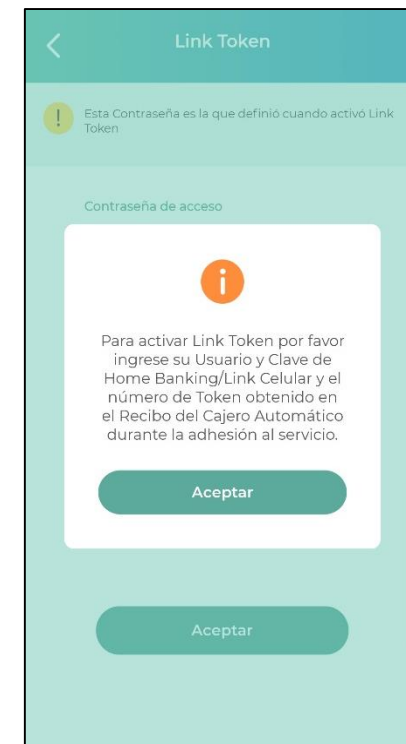 Link Token
Esta Contraseña es la que definió cuando activó Link
Token
Contraseña de acceso
Para activar Link Token por favor
ingrese su Usuario y Clave de
Home Banking/Link Celular y el
número de Token obtenido en
el Recibo del Cajero Automático
durante la adhesión al servicio.
Aceptar
Aceptar